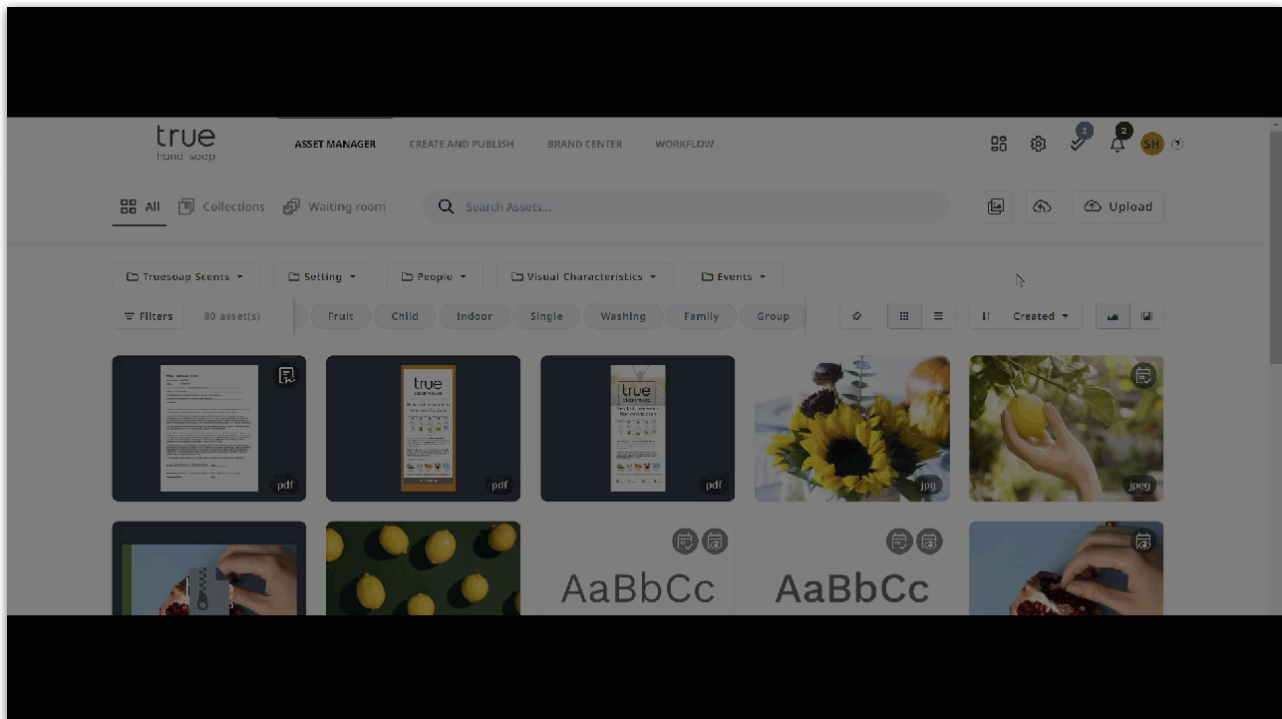 true
hand soap
ASSET MANAGER
CREATE AND PUBLISH
BRAND CENTER
WORKFLOW
2
2
SH
?
All
Collections
Waiting room
Search Assets...
Upload
Truesoap Scents
Setting
People
Visual Characteristics
Events
Filters
80 asset(s)
Fruit
Child
Indoor
Single
Washing
Family
Group
Created
pdf
true
pdf
true
pdf
jpg
jpeg
AaBbCc
AaBbCc